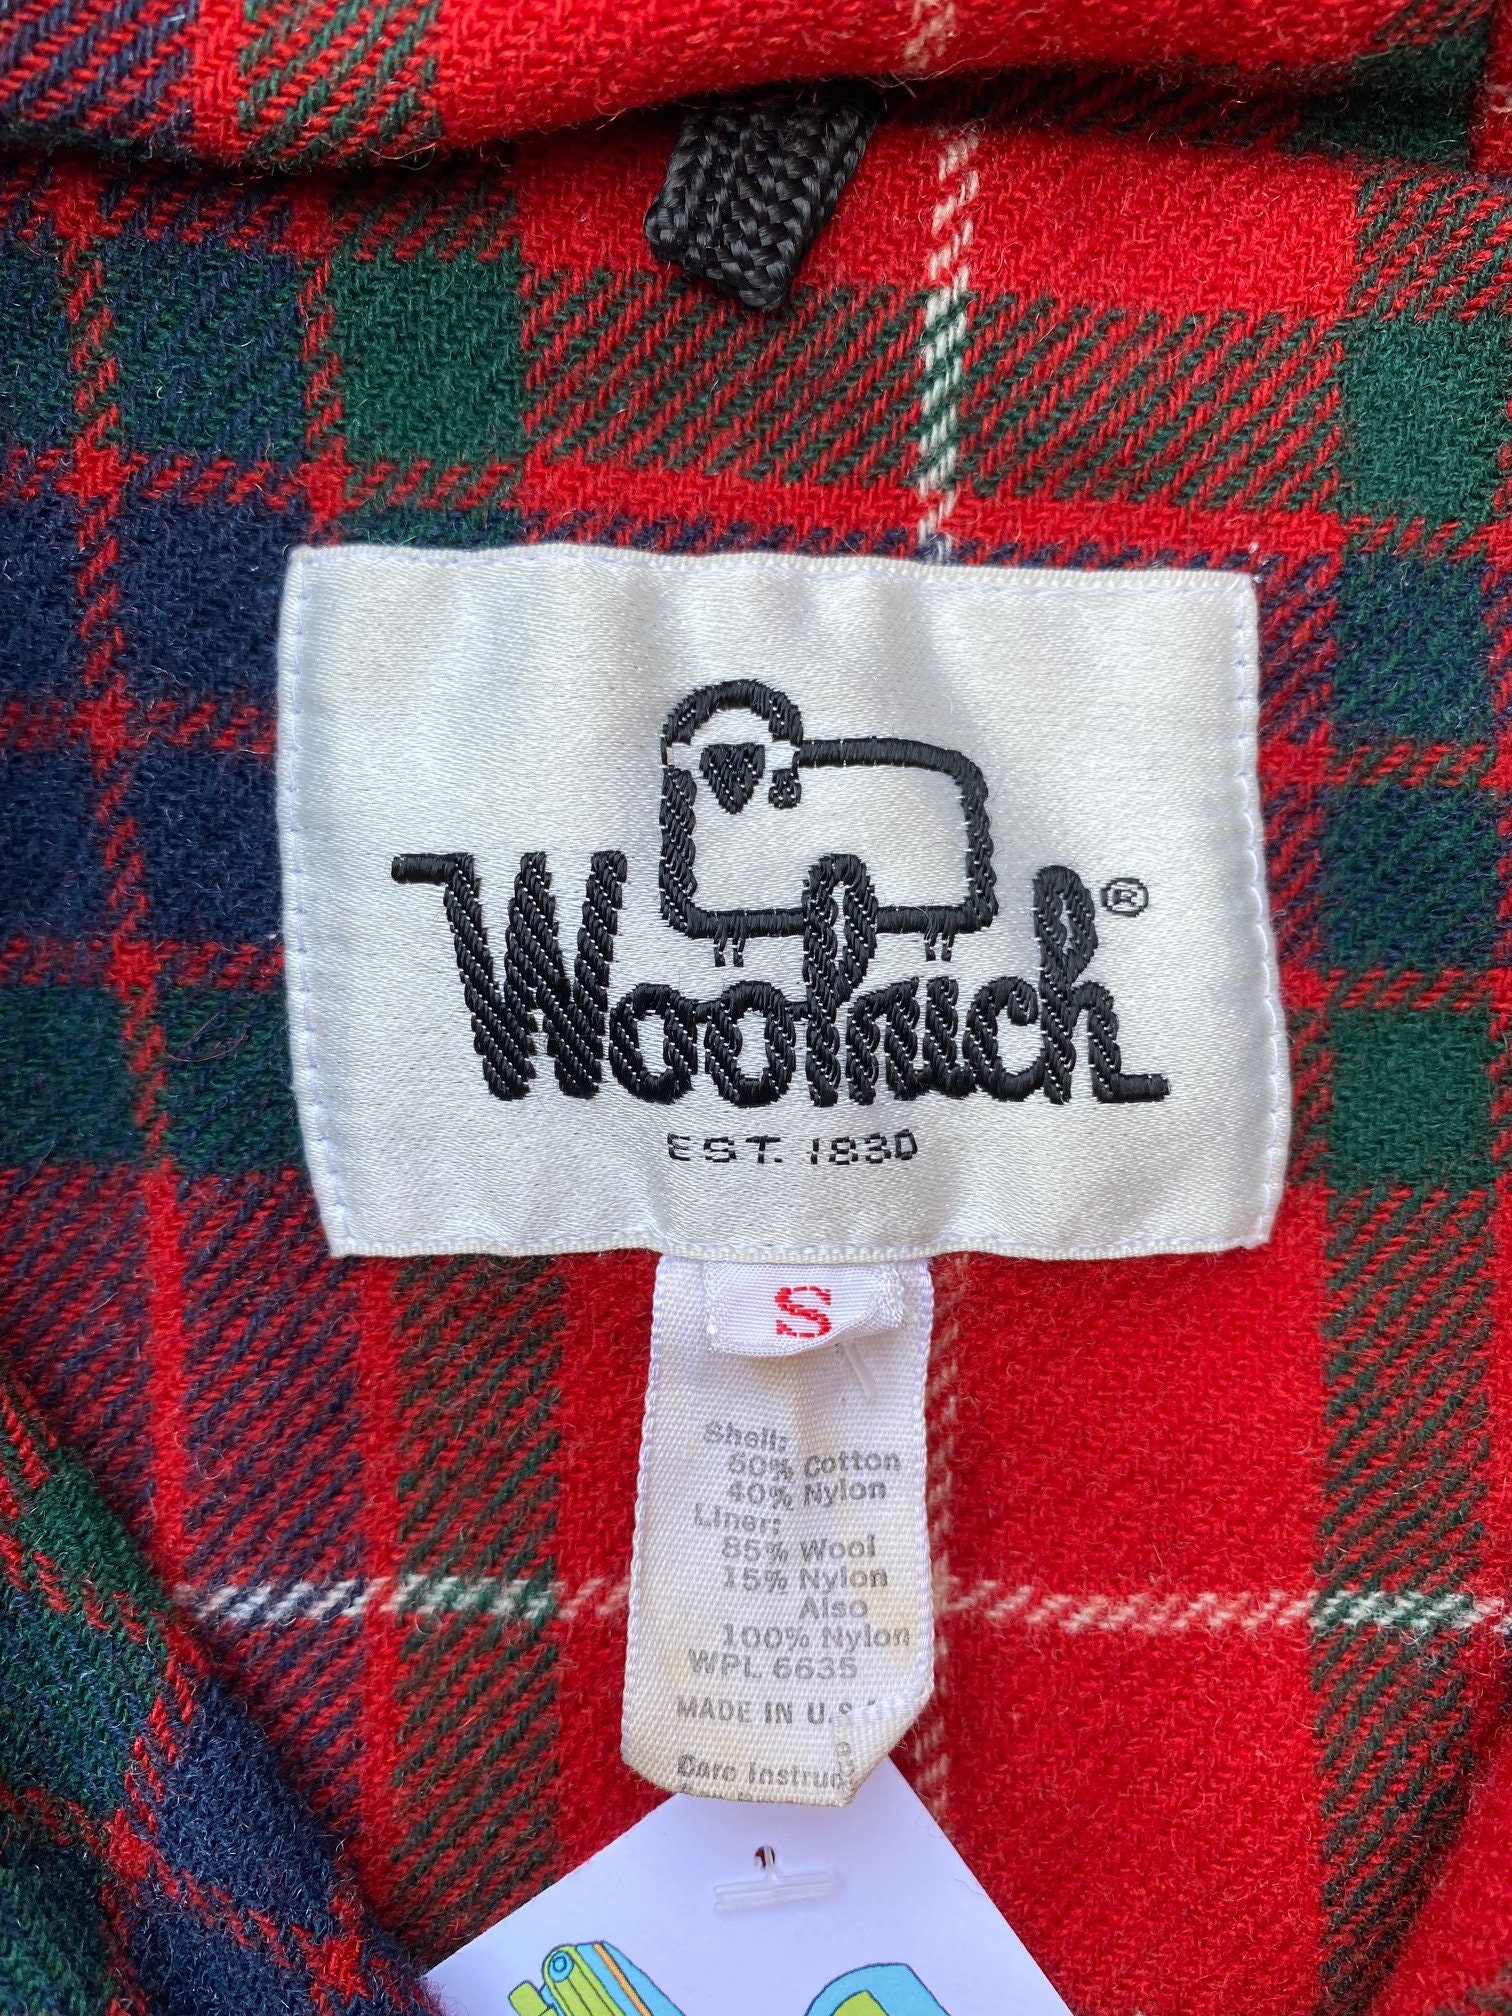 Woolrich®
EST. 1830
S
Shell:
60% Cotton
40% Nylon
Liner:
85% Wool
15% Nylon
Also
100% Nylon
WPL 6635
MADE IN U.S
Care Instruc